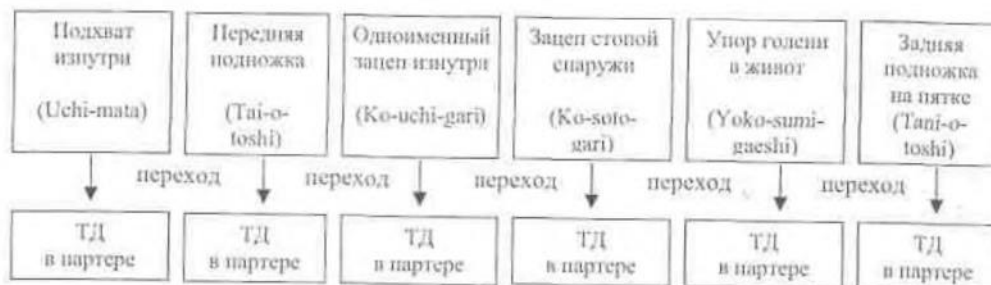 Подхват
изнутри
(Uchi-mata)
Передняя
подножка
(Tai-o-
toshi)
Одноименный
зацеп изнутри
(Ko-uchi-gari)
Зацеп стопой
снаружи
(Ko-soto-
gari)
Упор голени
в живот
(Yoko-sumi-
gaeshi)
Задняя
подножка
на пятке
(Tani-o-
toshi)
переход
переход
переход
переход
переход
ТД
в партере
ТД
в партере
ТД
в партере
ТД
в партере
ТД
в партере
ТД
в партере